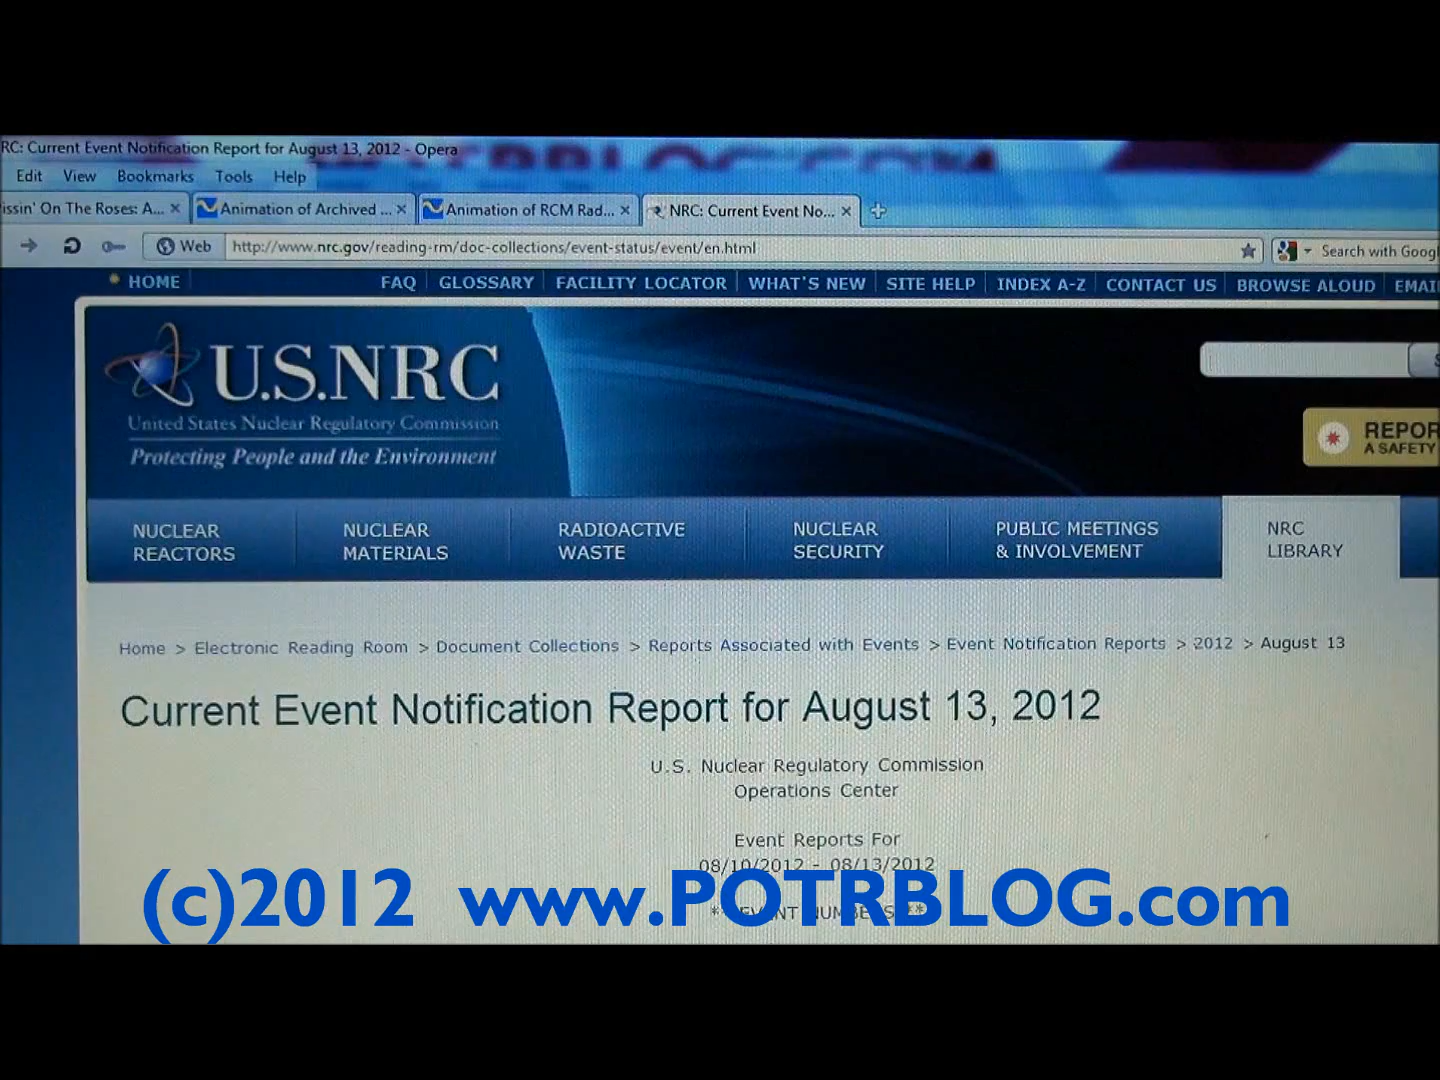 RC: Current Event Notification Report for August 13, 2012 - Opera
Edit View Bookmarks Tools Help
issin' On The Roses: A... Animation of Archived ... Animation of RCM Rad... NRC: Current Event No...
Web http://www.nrc.gov/reading-rm/doc-collections/event-status/event/en.html Search with Googl
HOME FAQ GLOSSARY FACILITY LOCATOR WHAT'S NEW SITE HELP INDEX A-Z CONTACT US BROWSE ALOUD EMAI
U.S.NRC
United States Nuclear Regulatory Commission
Protecting People and the Environment
REPOR
A SAFETY
NUCLEAR REACTORS
NUCLEAR MATERIALS
RADIOACTIVE WASTE
NUCLEAR SECURITY
PUBLIC MEETINGS & INVOLVEMENT
NRC LIBRARY
Home > Electronic Reading Room > Document Collections > Reports Associated with Events > Event Notification Reports > 2012 > August 13
Current Event Notification Report for August 13, 2012
U.S. Nuclear Regulatory Commission
Operations Center
Event Reports For
08/10/2012 - 08/13/2012
** EVENT NUMBERS **
(c)2012 www.POTRBLOG.com